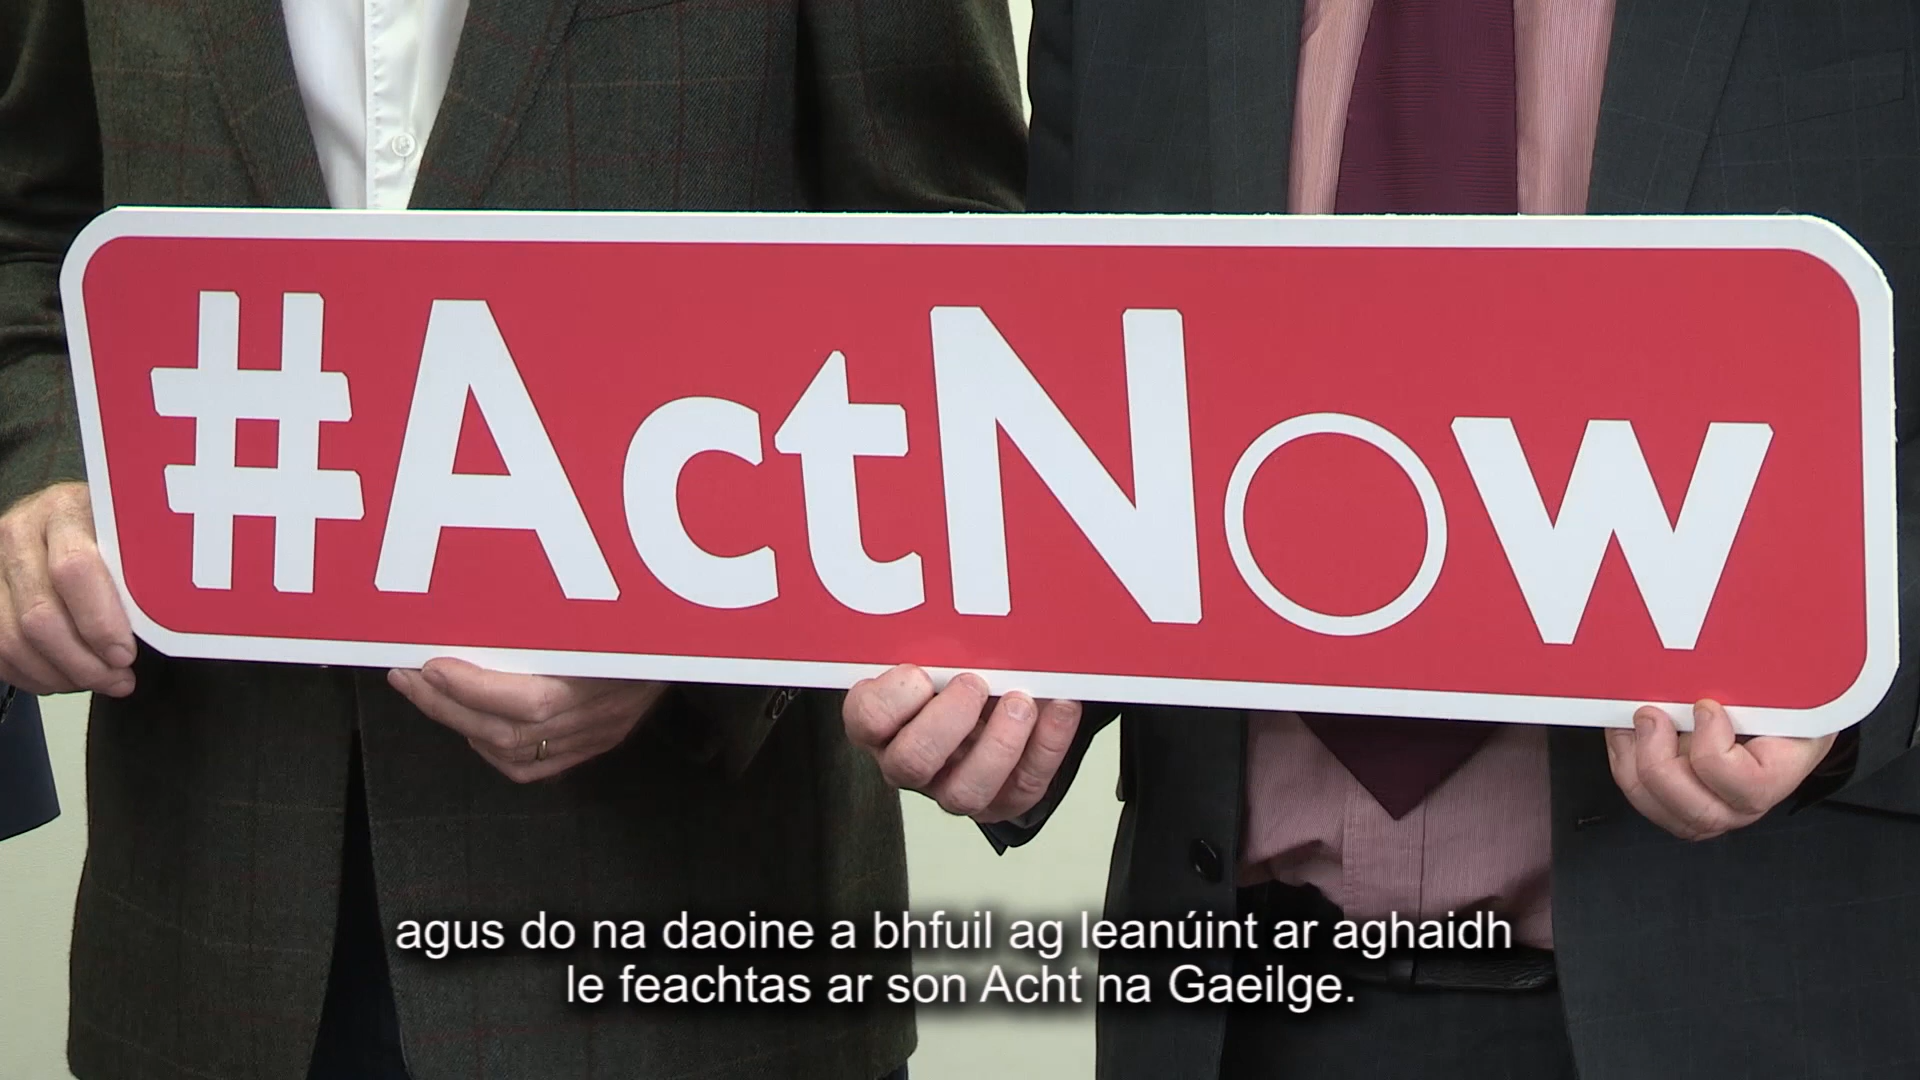 #ActNow
agus do na daoine a bhfuil ag leanúint ar aghaidh
le feachtas ar son Acht na Gaeilge.